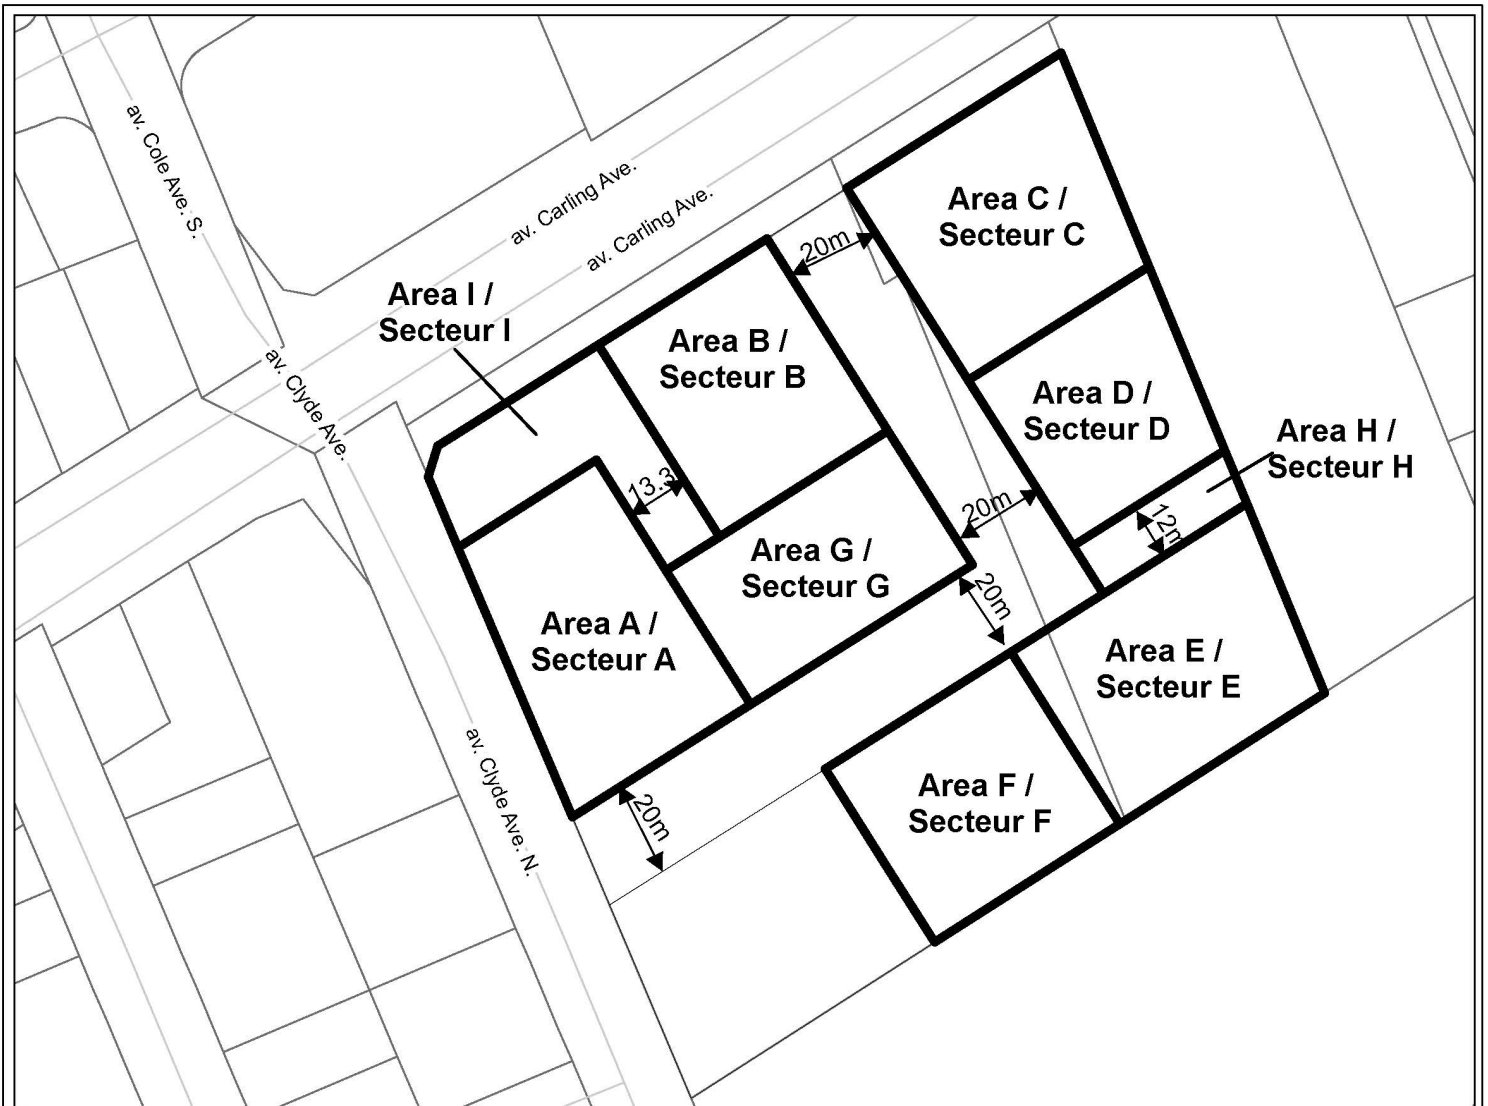 av. Cole Ave. S.
av. Carling Ave.
av. Carling Ave.
Area C /
Secteur C
20m
Area I /
Secteur I
Area B /
Secteur B
av. Clyde Ave.
Area D /
Secteur D
Area H /
Secteur H
13.3
20m
12m
Area G /
Secteur G
20m
Area A /
Secteur A
Area E /
Secteur E
av. Clyde Ave. N.
20m
Area F /
Secteur F